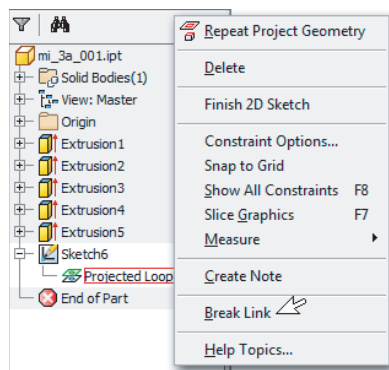 mi_3a_001.ipt
Solid Bodies(1)
View: Master
Origin
Extrusion1
Extrusion2
Extrusion3
Extrusion4
Extrusion5
Sketch6
Projected Loop
End of Part
Repeat Project Geometry
Delete
Finish 2D Sketch
Constraint Options...
Snap to Grid
Show All Constraints F8
Slice Graphics F7
Measure
Create Note
Break Link
Help Topics...